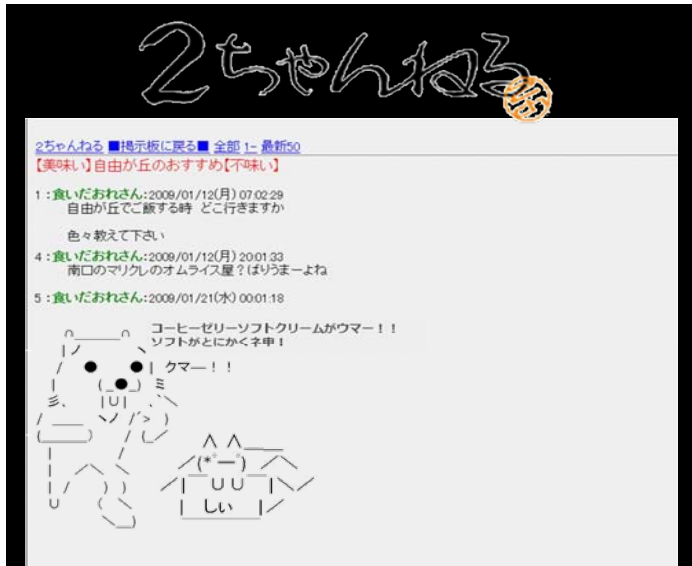 2ちゃんねる
2ちゃんねる ■掲示板に戻る■ 全部 1- 最新50
【美味い】自由が丘のおすすめ【不味い】
1：食いだおれさん:2009/01/12(月) 07:02:29
自由が丘でご飯する時 どこ行きますか
色々教えて下さい
4：食いだおれさん:2009/01/12(月) 20:01:33
南口のマリクレのオムライス屋？ばりうまーよね
5：食いだおれさん:2009/01/21(水) 00:01:18
コーヒーゼリーソフトクリームがウマー！！
ソフトがとにかくネ申！
クマ―！！
しぃ